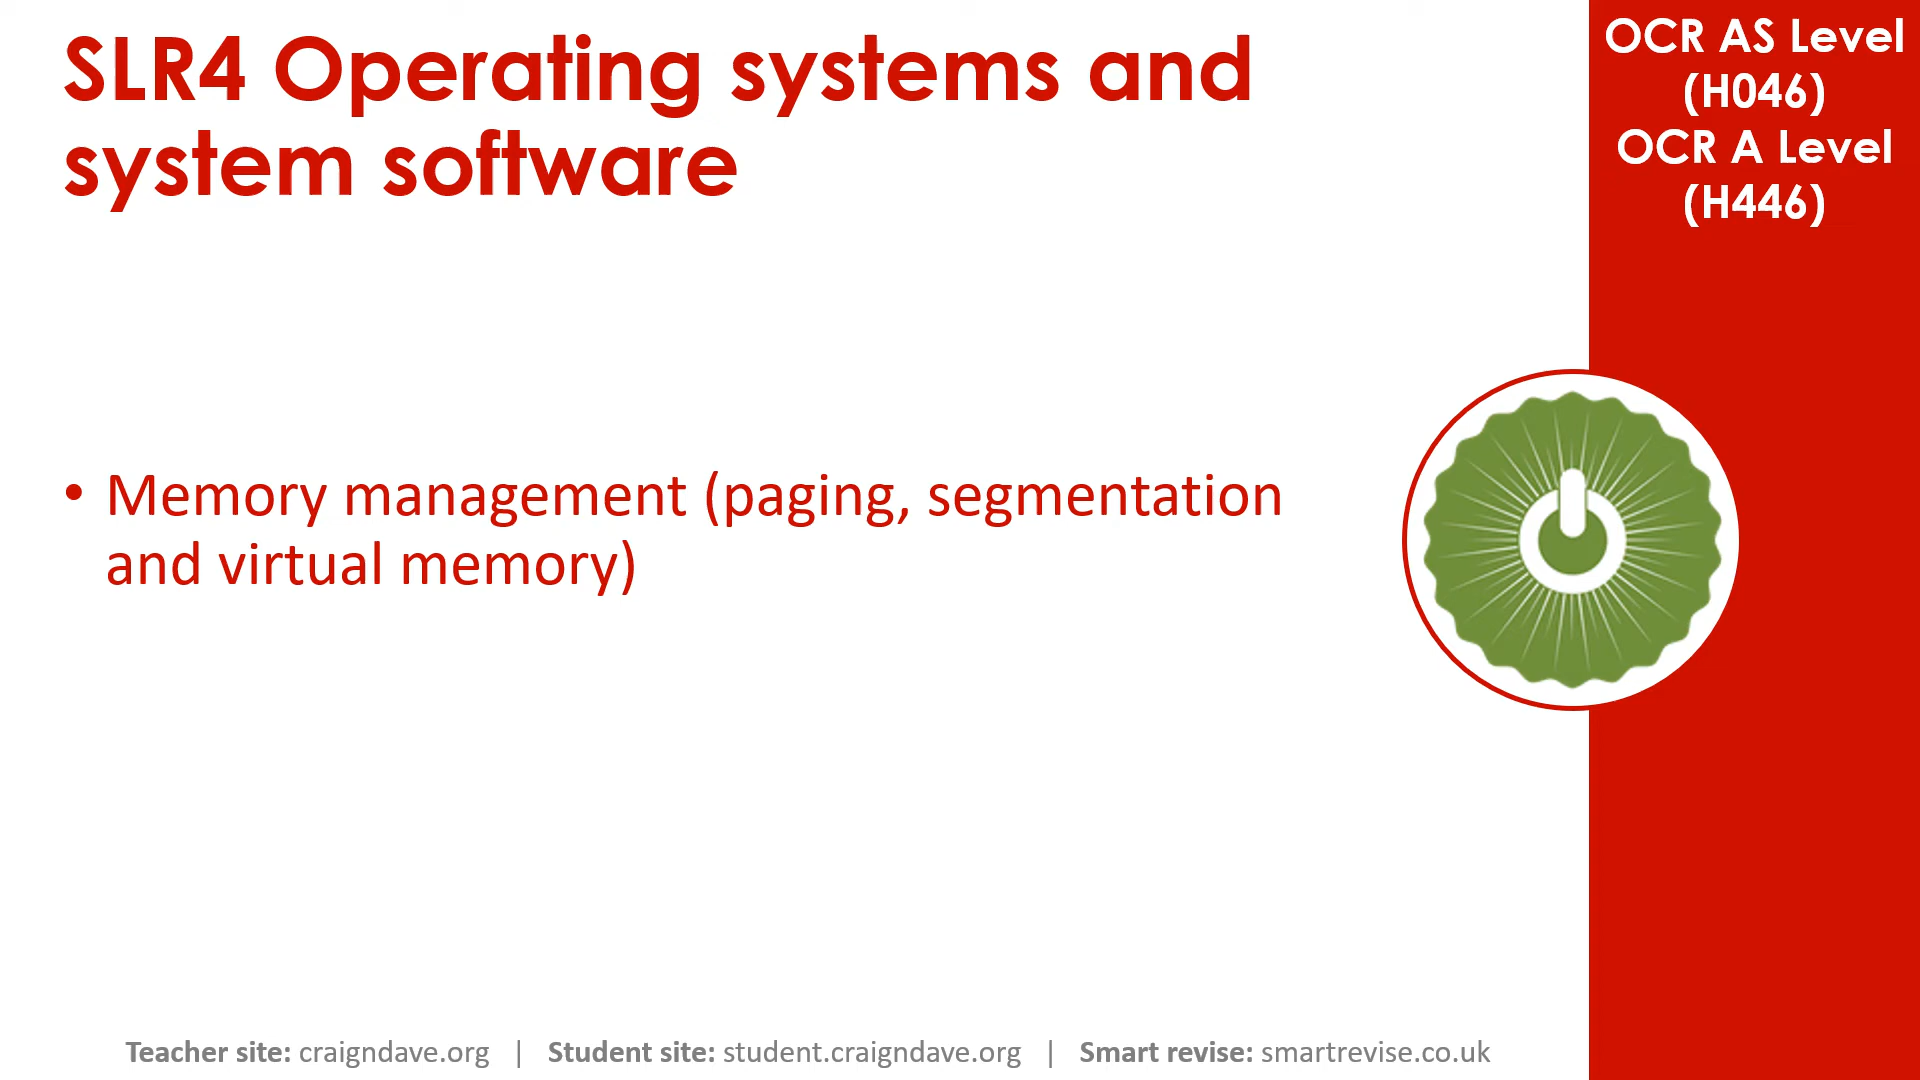 SLR4 Operating systems and
system software
OCR AS Level
(H046)
OCR A Level
(H446)
• Memory management (paging, segmentation
and virtual memory)
Teacher site: craigndave.org | Student site: student.craigndave.org | Smart revise: smartrevise.co.uk